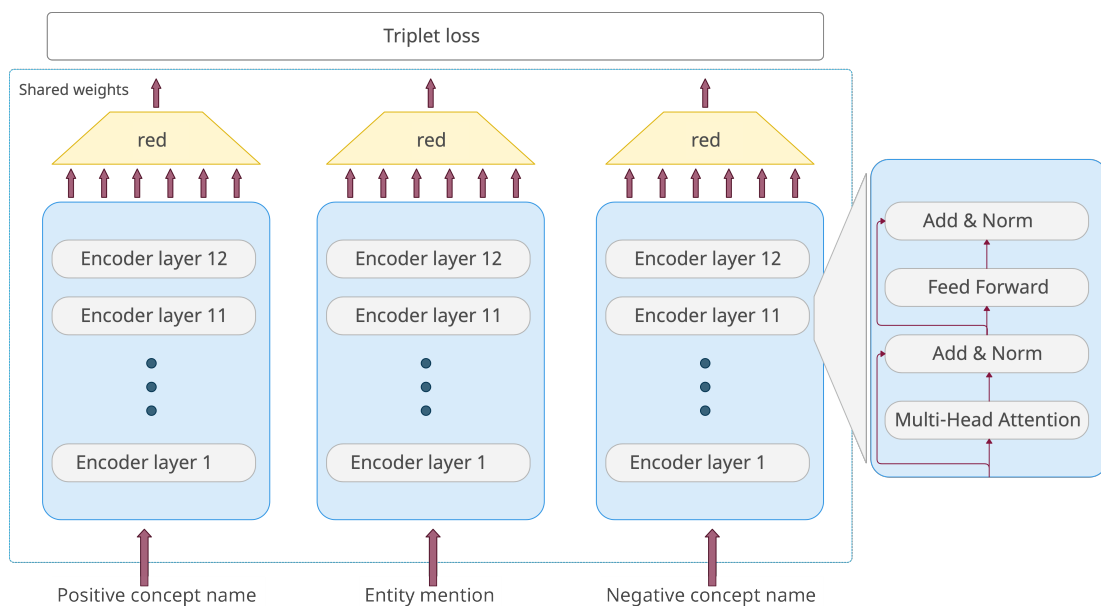 Triplet loss
Shared weights
red
red
red
Encoder layer 12
Encoder layer 12
Encoder layer 12
Encoder layer 11
Encoder layer 11
Encoder layer 11
Encoder layer 1
Encoder layer 1
Encoder layer 1
Add & Norm
Feed Forward
Add & Norm
Multi-Head Attention
Positive concept name
Entity mention
Negative concept name